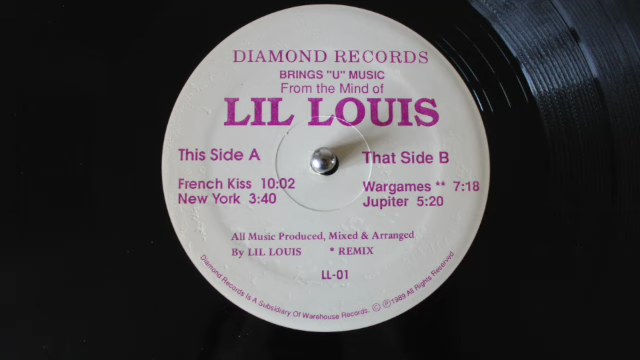 DIAMOND RECORDS
BRINGS "U" MUSIC
From the Mind of
LIL LOUIS
This Side A
French Kiss 10:02
New York 3:40
That Side B
Wargames ** 7:18
Jupiter 5:20
All Music Produced, Mixed & Arranged
By LIL LOUIS * REMIX
LL-01
Diamond Records Is A Subsidiary Of Warehouse Records. © ℗ 1989 All Rights Reserved